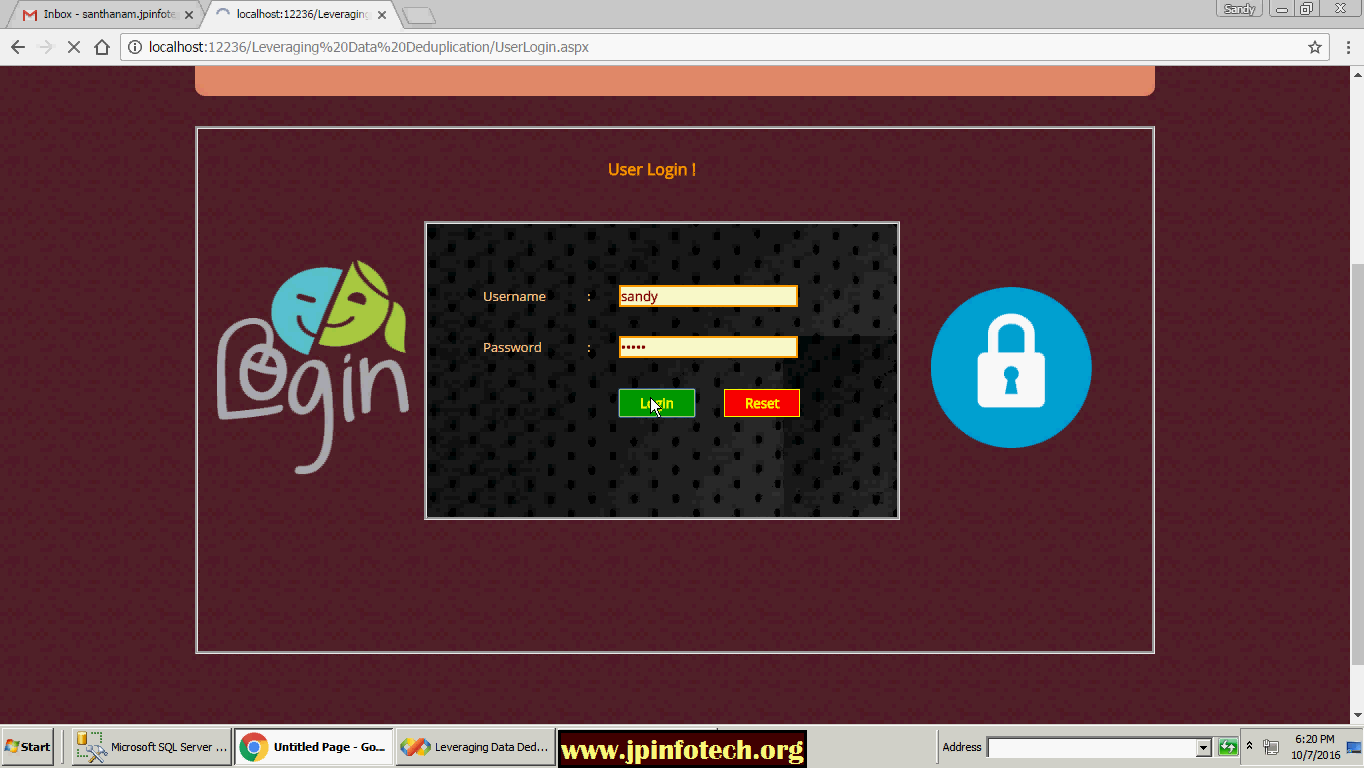 Inbox - santhanam.jpinfote
localhost:12236/Leveraging
Sandy
localhost:12236/Leveraging%20Data%20Deduplication/UserLogin.aspx
User Login !
Login
Username : sandy
Password : •••••
Login Reset
Start
Microsoft SQL Server ...
Untitled Page - Go...
Leveraging Data Ded...
www.jpinfotech.org
Address
6:20 PM
10/7/2016